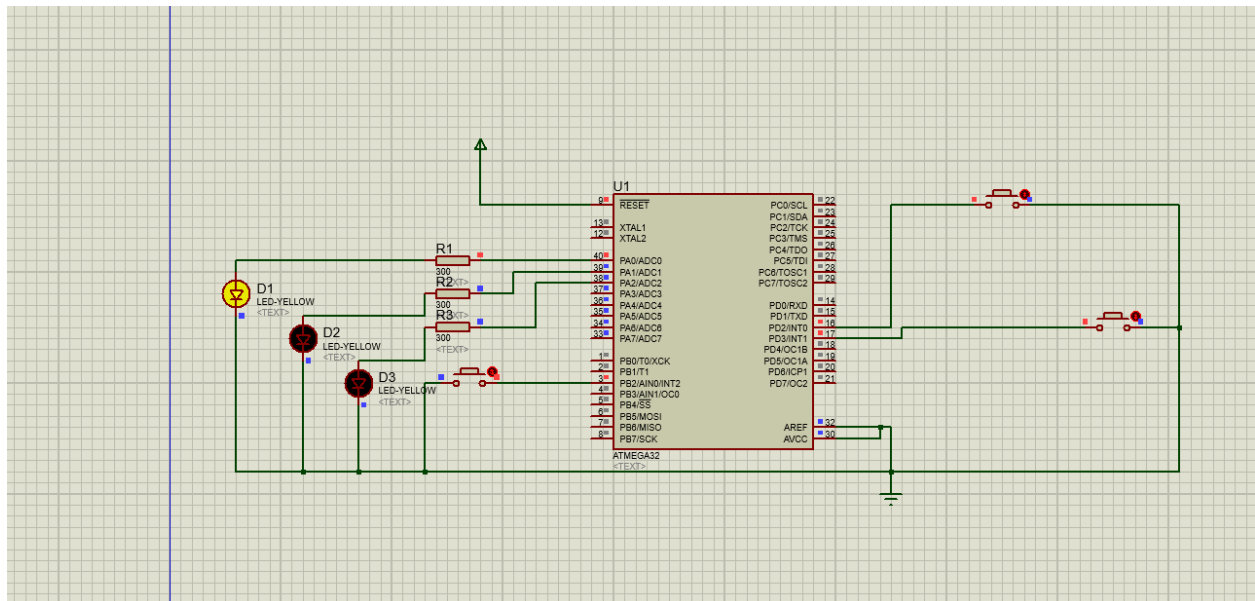 U1
9
RESET
13
XTAL1
12
XTAL2
40
PA0/ADC0
39
PA1/ADC1
38
PA2/ADC2
37
PA3/ADC3
36
PA4/ADC4
35
PA5/ADC5
34
PA6/ADC6
33
PA7/ADC7
1
PB0/T0/XCK
2
PB1/T1
3
PB2/AIN0/INT2
4
PB3/AIN1/OC0
5
PB4/SS
6
PB5/MOSI
7
PB6/MISO
8
PB7/SCK
PC0/SCL
22
PC1/SDA
23
PC2/TCK
24
PC3/TMS
25
PC4/TDO
26
PC5/TDI
27
PC6/TOSC1
28
PC7/TOSC2
29
PD0/RXD
14
PD1/TXD
15
PD2/INT0
16
PD3/INT1
17
PD4/OC1B
18
PD5/OC1A
19
PD6/ICP1
20
PD7/OC2
21
AREF
32
AVCC
30
ATMEGA32
<TEXT>
R1
300
<TEXT>
R2
300
<TEXT>
R3
300
<TEXT>
D1
LED-YELLOW
<TEXT>
D2
LED-YELLOW
<TEXT>
D3
LED-YELLOW
<TEXT>